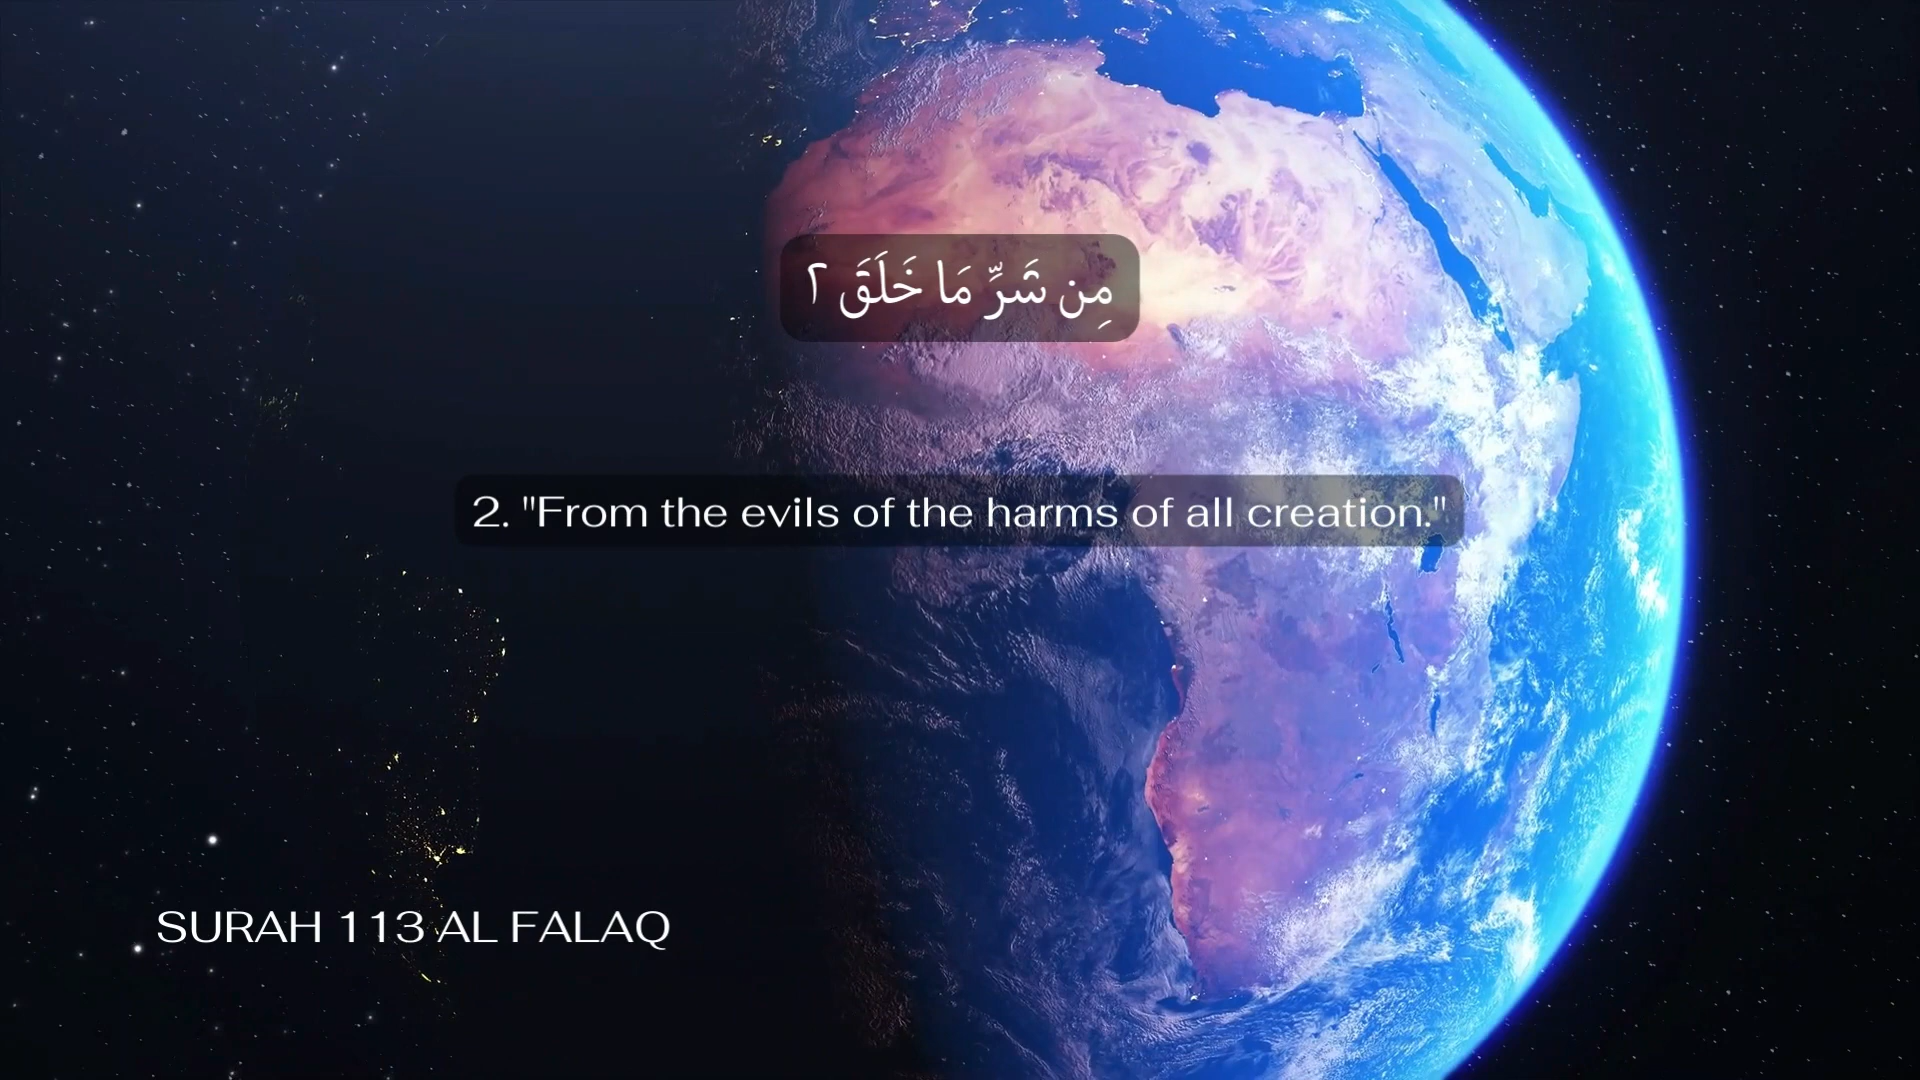 مِن شَرِّ مَا خَلَقَ ٢
2. "From the evils of the harms of all creation."
SURAH 113 AL FALAQ